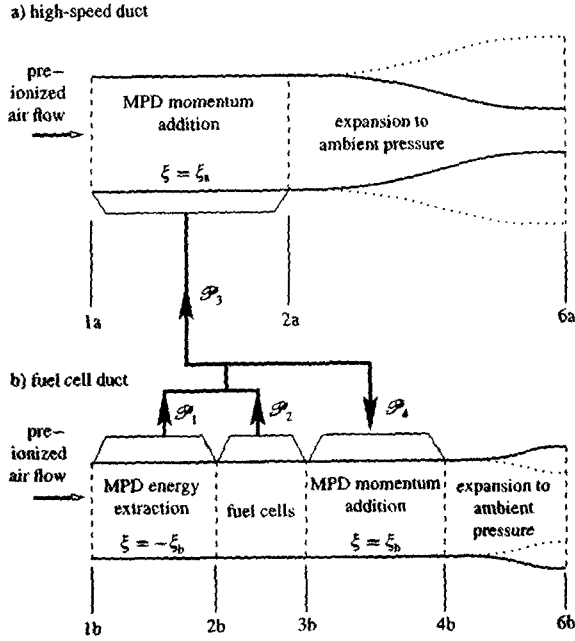 a) high-speed duct
pre-
ionized
air flow
MPD momentum
addition
ξ = ξa
expansion to
ambient pressure
𝒫3
1a
2a
6a
b) fuel cell duct
𝒫1
𝒫2
𝒫4
pre-
ionized
air flow
MPD energy
extraction
ξ = -ξb
fuel cells
MPD momentum
addition
ξ = ξb
expansion to
ambient
pressure
1b
2b
3b
4b
6b